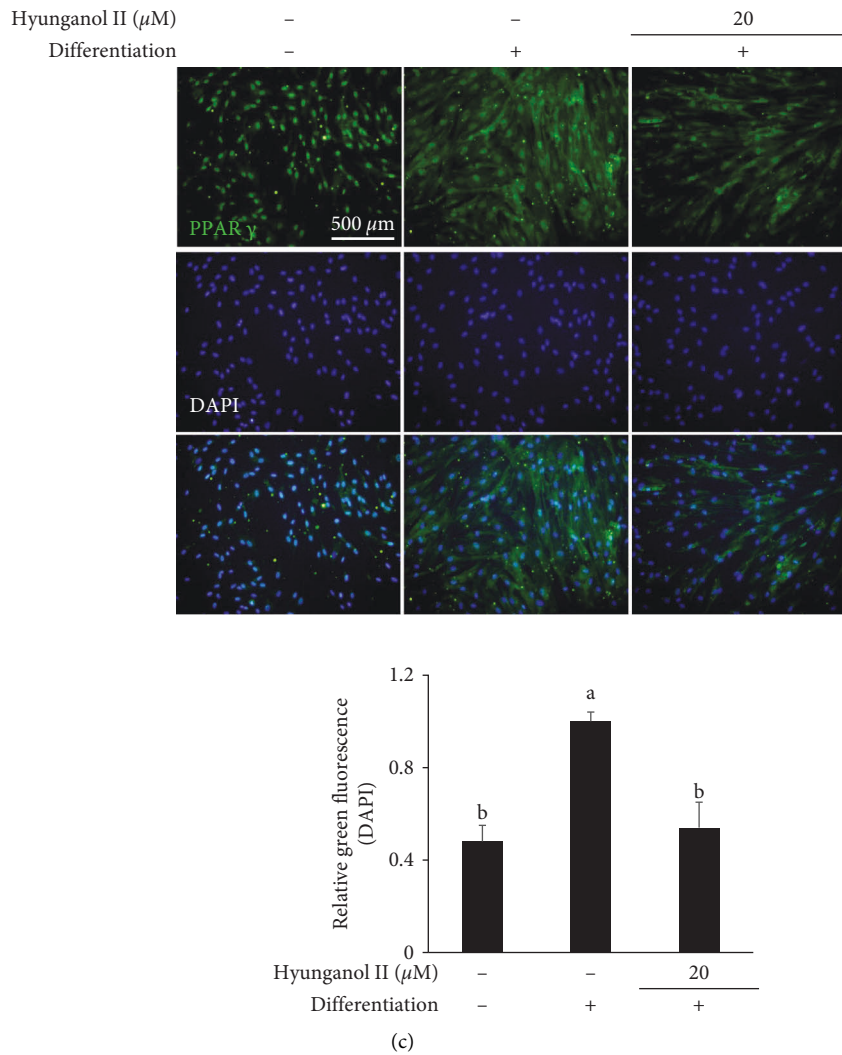 Hyunganol II (μM) – – 20
Differentiation – + +
PPAR γ
500 μm
DAPI
1.2
0.8
0.4
0
Relative green fluorescence
(DAPI)
b
a
b
Hyunganol II (μM) – – 20
Differentiation – + +
(c)